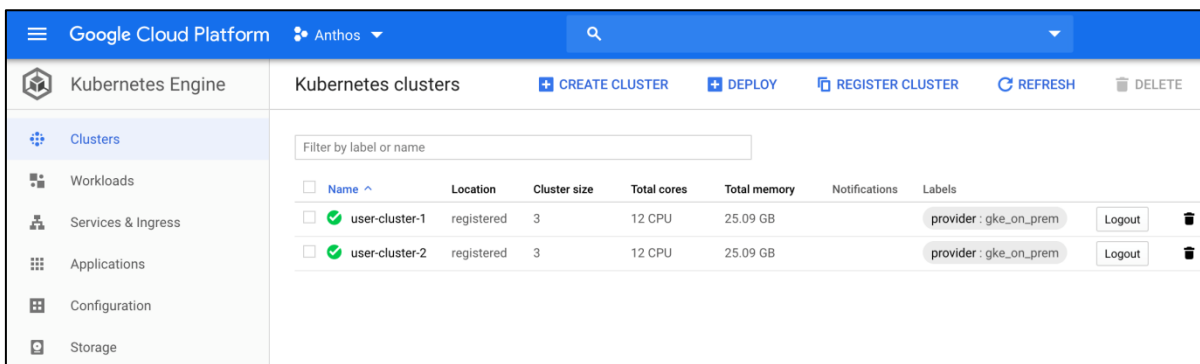 Google Cloud Platform Anthos
Kubernetes Engine
Clusters
Workloads
Services & Ingress
Applications
Configuration
Storage
Kubernetes clusters CREATE CLUSTER DEPLOY REGISTER CLUSTER REFRESH DELETE
Filter by label or name
Name Location Cluster size Total cores Total memory Notifications Labels
user-cluster-1 registered 3 12 CPU 25.09 GB provider : gke_on_prem Logout
user-cluster-2 registered 3 12 CPU 25.09 GB provider : gke_on_prem Logout